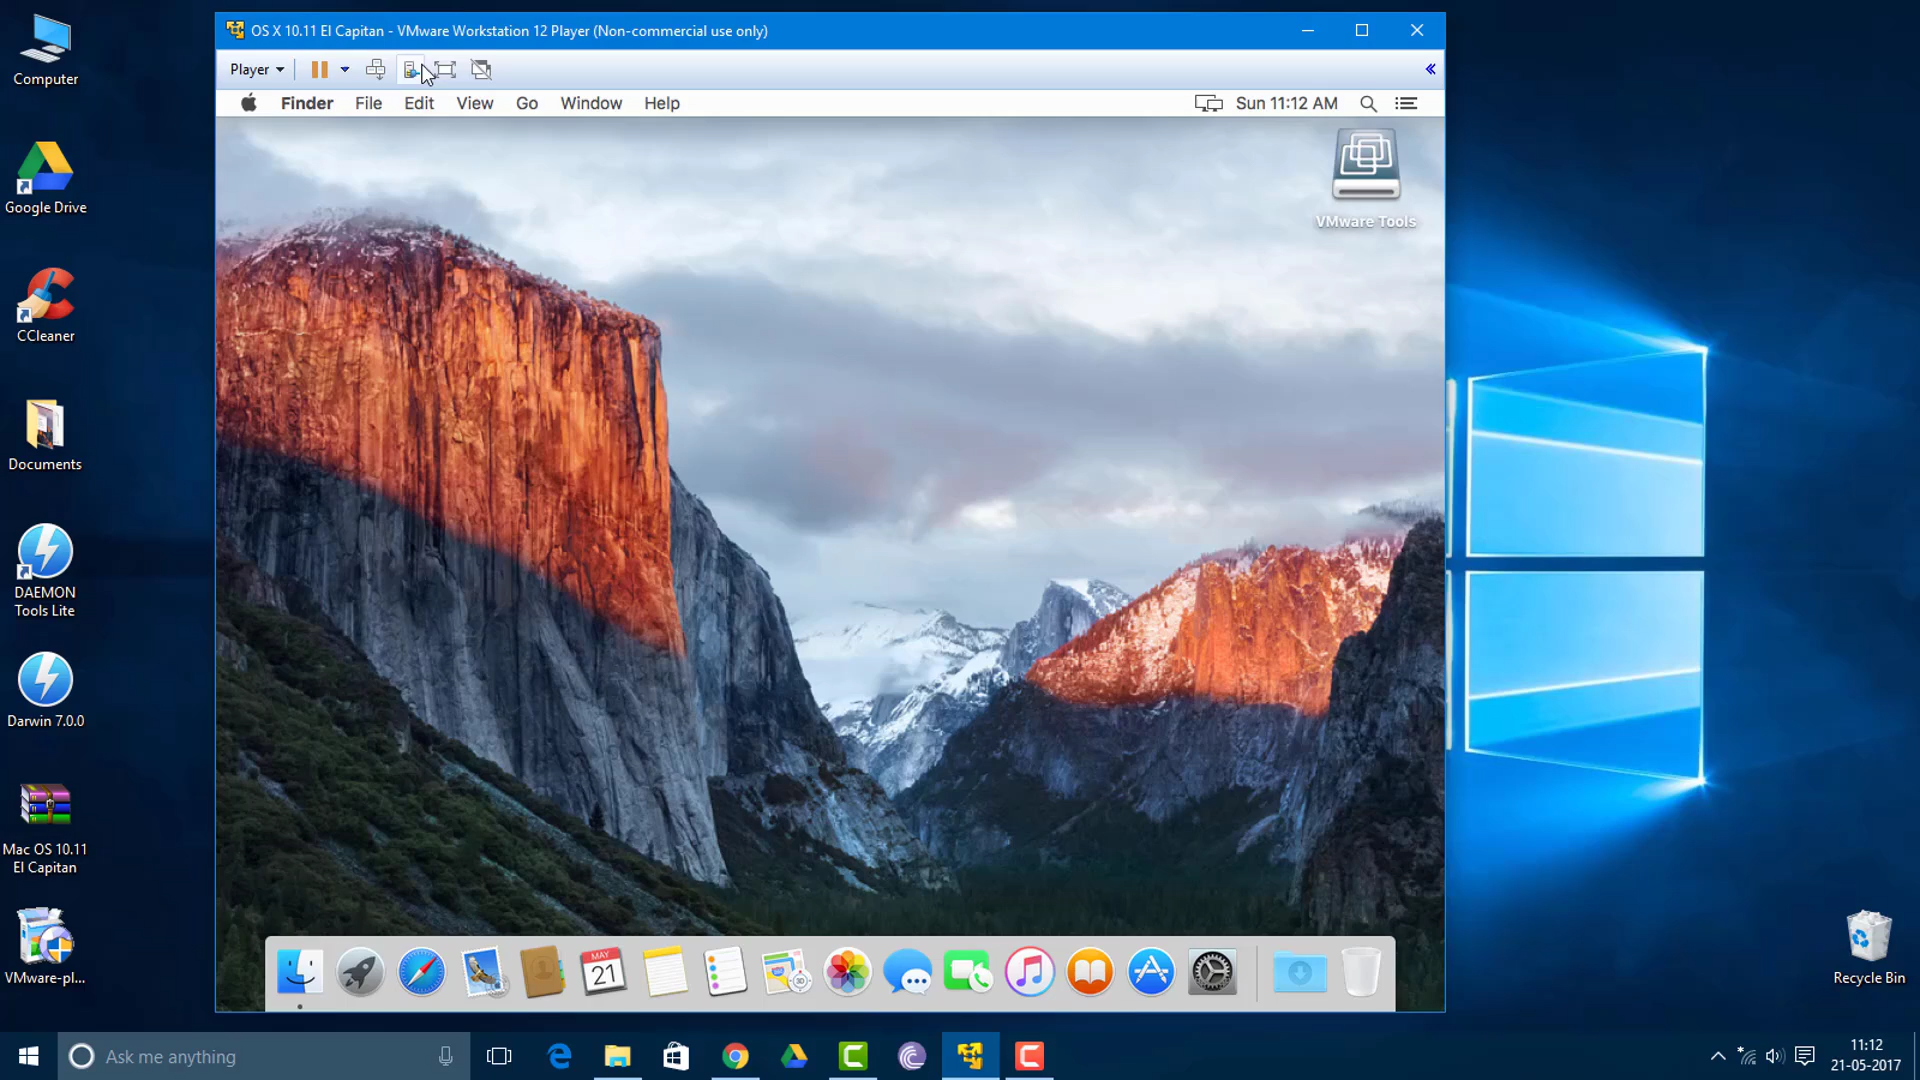 OS X 10.11 El Capitan - VMware Workstation 12 Player (Non-commercial use only)
Player
Finder File Edit View Go Window Help
Sun 11:12 AM
VMware Tools
Computer
Google Drive
CCleaner
Documents
DAEMON
Tools Lite
Darwin 7.0.0
Mac OS 10.11
El Capitan
VMware-pl...
MAY
21
3D
Recycle Bin
Ask me anything
11:12
21-05-2017